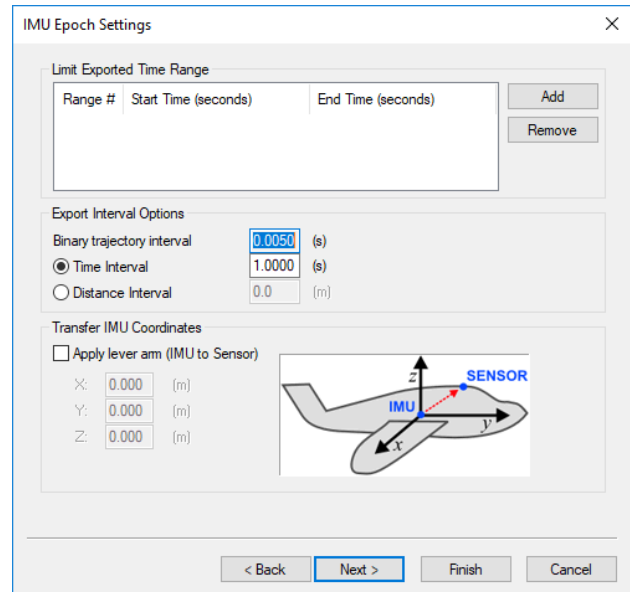 IMU Epoch Settings
Limit Exported Time Range
Range # Start Time (seconds) End Time (seconds)
Add
Remove
Export Interval Options
Binary trajectory interval 0.0050 (s)
Time Interval 1.0000 (s)
Distance Interval 0.0 (m)
Transfer IMU Coordinates
Apply lever arm (IMU to Sensor)
X: 0.000 (m)
Y: 0.000 (m)
Z: 0.000 (m)
z
SENSOR
IMU
y
x
< Back Next > Finish Cancel